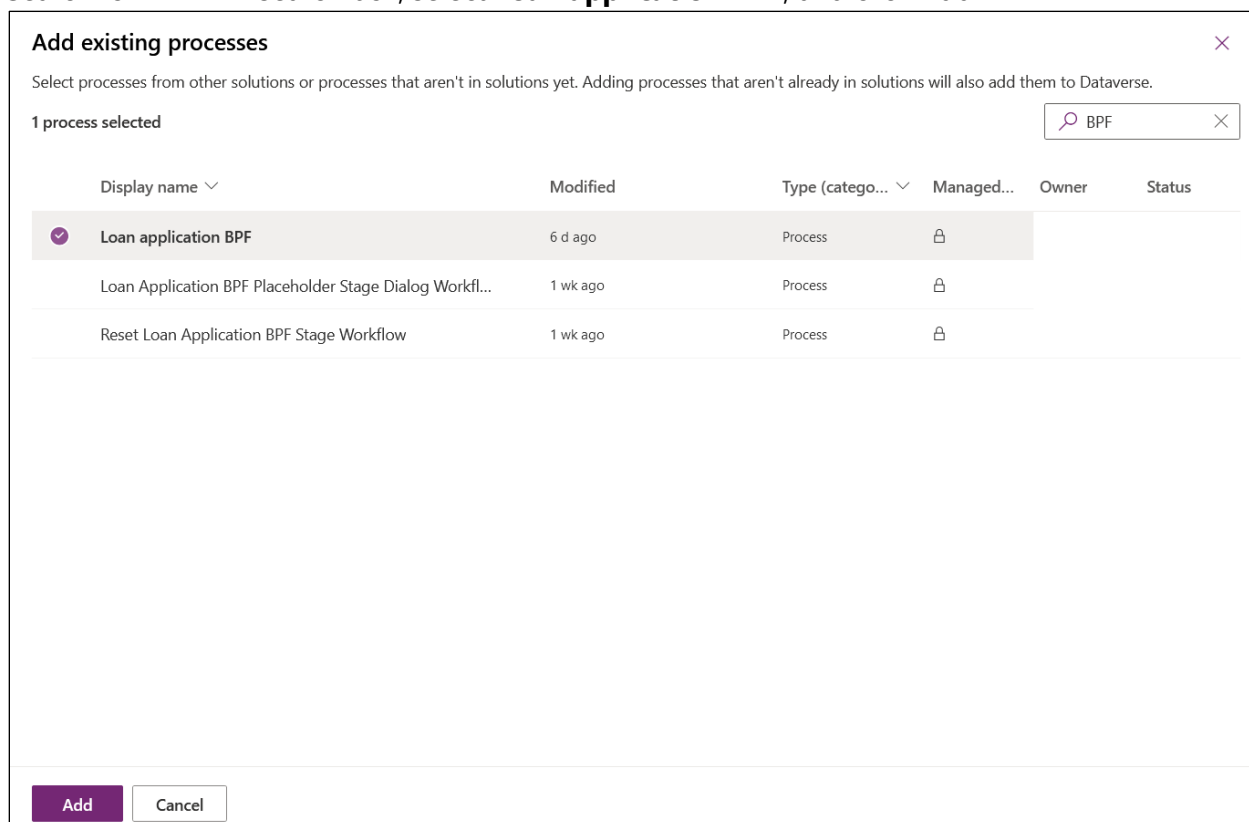 Add existing processes
Select processes from other solutions or processes that aren't in solutions yet. Adding processes that aren't already in solutions will also add them to Dataverse.
1 process selected
BPF
Display name Modified Type (catego... Managed... Owner Status
Loan application BPF 6 d ago Process
Loan Application BPF Placeholder Stage Dialog Workfl... 1 wk ago Process
Reset Loan Application BPF Stage Workflow 1 wk ago Process
Add Cancel